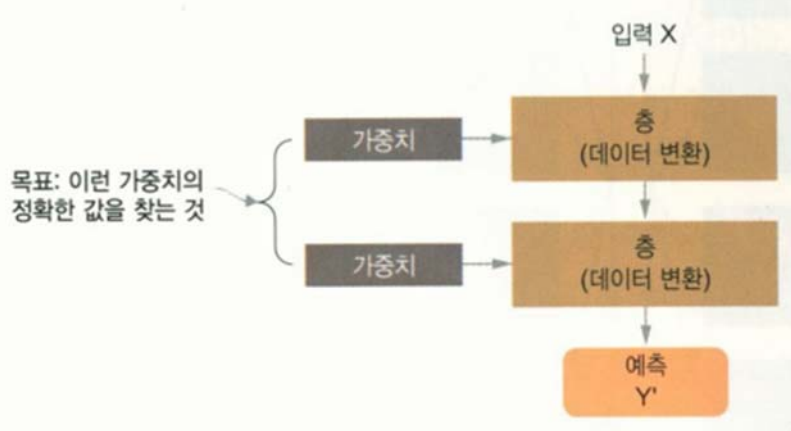 입력 X
가중치
층
(데이터 변환)
목표: 이런 가중치의
정확한 값을 찾는 것
가중치
층
(데이터 변환)
예측
Y'